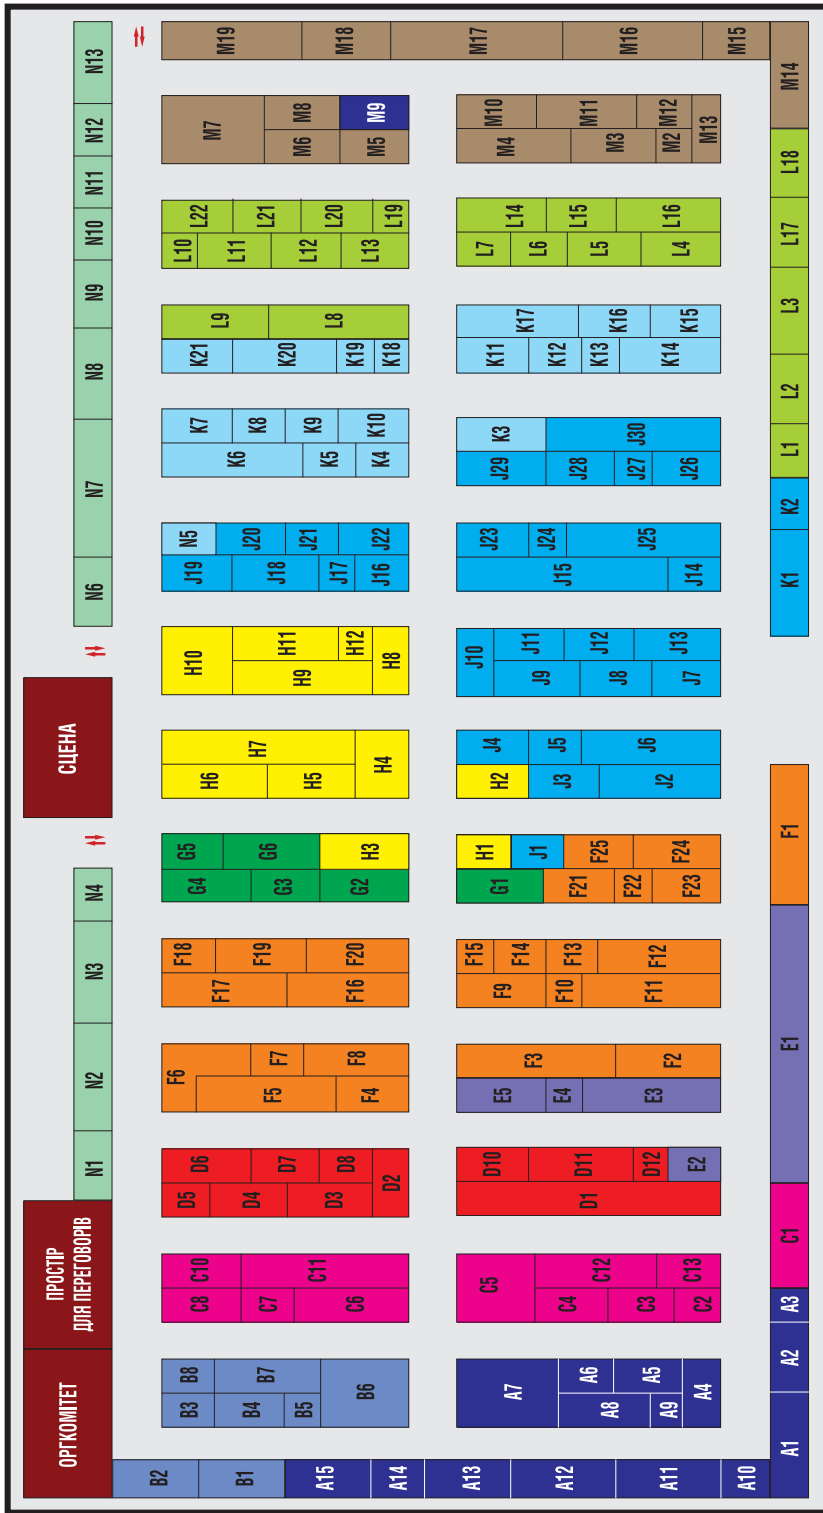 M19
M18
M17
M16
M15
M14
N13
N12
N11
N10
N9
N8
N7
N6
M7
M8
M9
M6
M5
M10
M11
M12
M13
M4
M3
M2
L18
L17
L3
L2
L1
K2
K1
L22
L21
L20
L19
L10
L11
L12
L13
L14
L15
L16
L7
L6
L5
L4
L9
L8
K21
K20
K19
K18
K17
K16
K15
K11
K12
K13
K14
K7
K8
K9
K10
K6
K5
K4
K3
J30
J29
J28
J27
J26
N5
J20
J21
J22
J19
J18
J17
J16
J23
J24
J25
J15
J14
H10
H11
H12
H9
H8
J10
J11
J12
J13
J9
J8
J7
СЦЕНА
H7
H6
H5
H4
J4
J5
J6
H2
J3
J2
F1
G5
G6
H3
G4
G3
G2
H1
J1
F25
F24
G1
F21
F22
F23
N4
N3
N2
N1
F18
F19
F20
F17
F16
F15
F14
F13
F12
F9
F10
F11
E1
F6
F7
F8
F5
F4
F3
F2
E5
E4
E3
D6
D7
D8
D5
D4
D3
D2
D10
D11
D12
E2
D1
ПРОСТІР
ДЛЯ ПЕРЕГОВОРІВ
C10
C11
C8
C7
C6
C5
C12
C13
C4
C3
C2
C1
A3
A2
A1
ОРГКОМІТЕТ
B8
B7
B3
B4
B5
B6
A7
A6
A5
A8
A9
A4
B2
B1
A15
A14
A13
A12
A11
A10